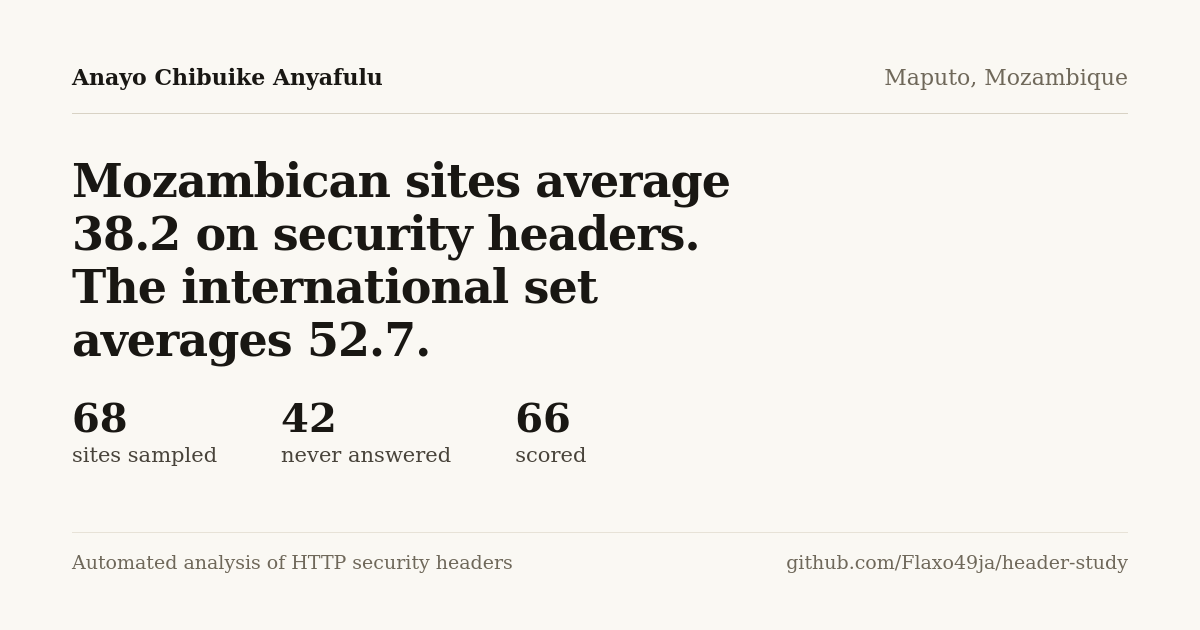 Anayo Chibuike Anyafulu
Maputo, Mozambique
Mozambican sites average
38.2 on security headers.
The international set
averages 52.7.
68
sites sampled
42
never answered
66
scored
Automated analysis of HTTP security headers
github.com/Flaxo49ja/header-study